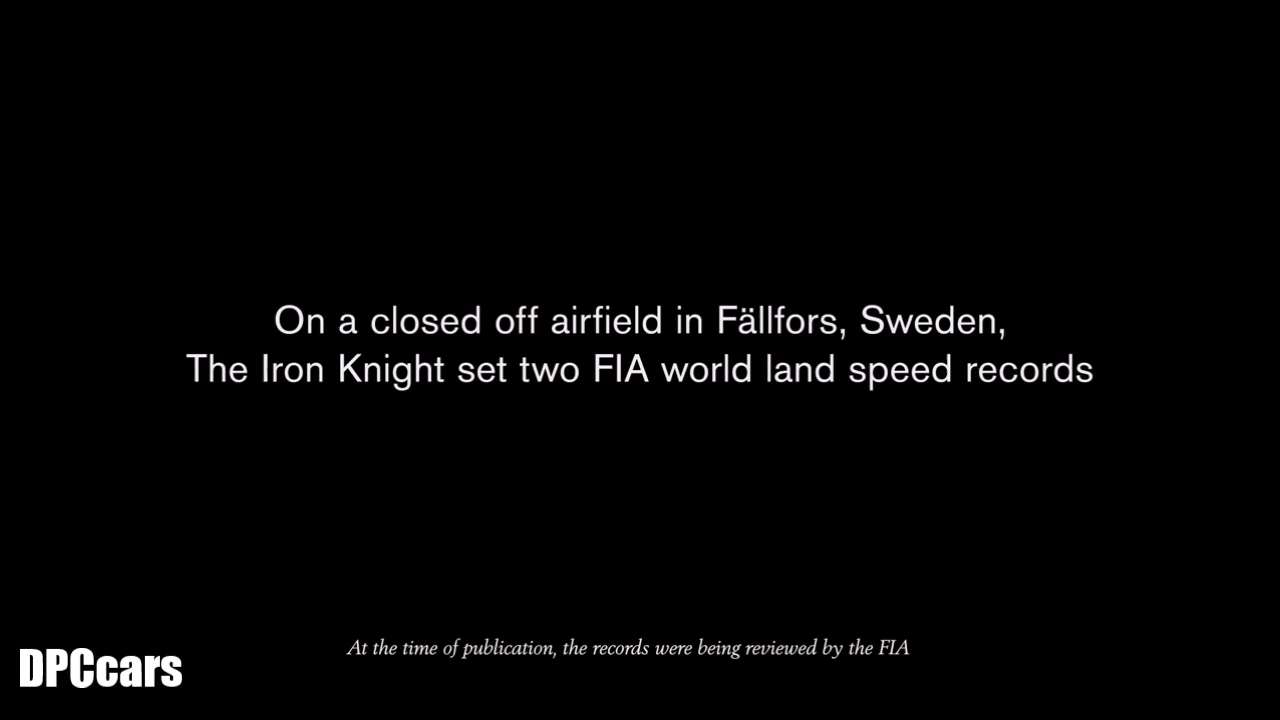 On a closed off airfield in Fällfors, Sweden,
The Iron Knight set two FIA world land speed records
At the time of publication, the records were being reviewed by the FIA
DPCcars